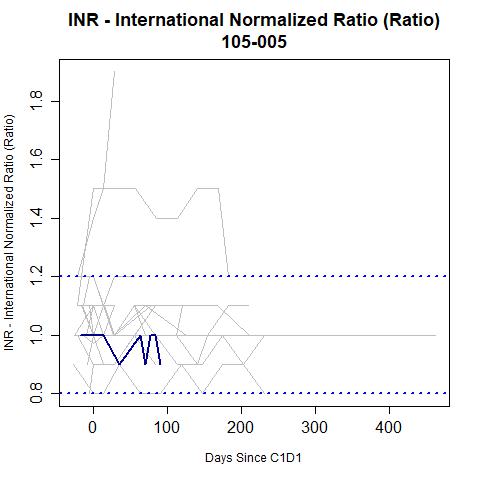 INR - International Normalized Ratio (Ratio)
105-005
INR - International Normalized Ratio (Ratio)
1.8
1.6
1.4
1.2
1.0
0.8
0 100 200 300 400
Days Since C1D1